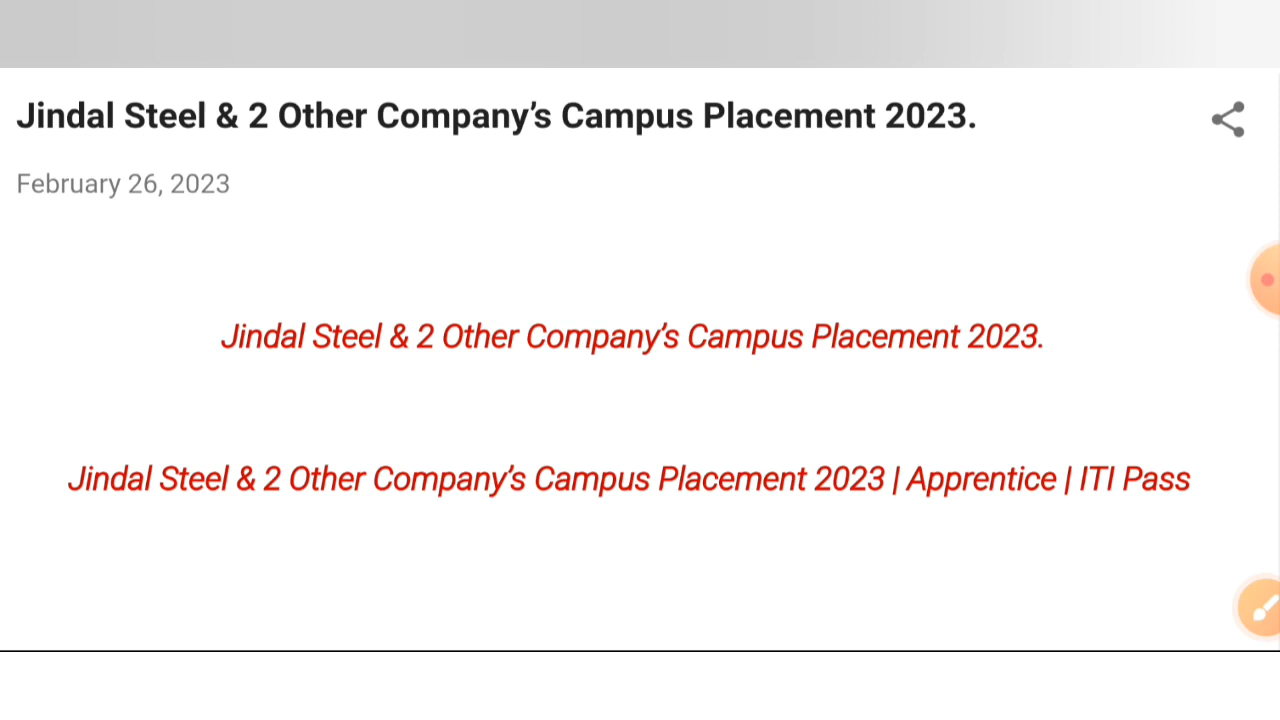 Jindal Steel & 2 Other Company’s Campus Placement 2023.
February 26, 2023
Jindal Steel & 2 Other Company’s Campus Placement 2023.
Jindal Steel & 2 Other Company’s Campus Placement 2023 | Apprentice | ITI Pass